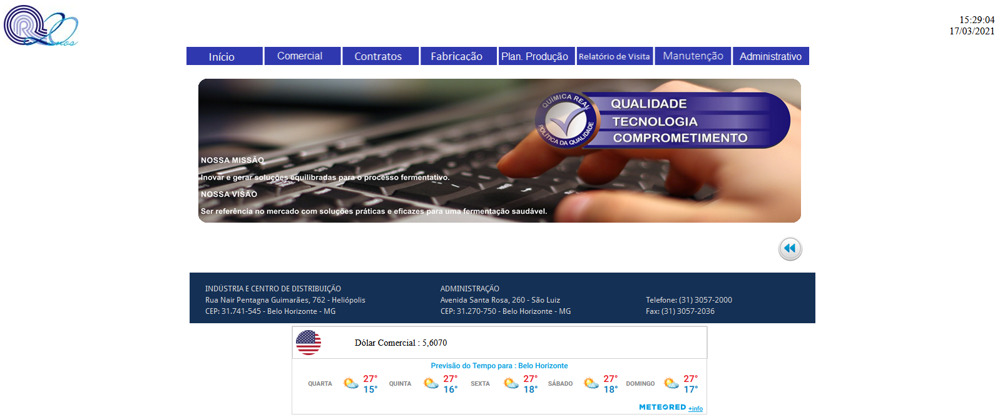 QR 20 anos
15:29:04
17/03/2021
Início Comercial Contratos Fabricação Plan. Produção Relatório de Visita Manutenção Administrativo
QUÍMICA REAL
POLÍTICA DA QUALIDADE
QUALIDADE
TECNOLOGIA
COMPROMETIMENTO
NOSSA MISSÃO
Inovar e gerar soluções equilibradas para o processo fermentativo.
NOSSA VISÃO
Ser referência no mercado com soluções práticas e eficazes para uma fermentação saudável.
INDÚSTRIA E CENTRO DE DISTRIBUIÇÃO
Rua Nair Pentagna Guimarães, 762 - Heliópolis
CEP: 31.741-545 - Belo Horizonte - MG
ADMINISTRAÇÃO
Avenida Santa Rosa, 260 - São Luiz
CEP: 31.270-750 - Belo Horizonte - MG
Telefone: (31) 3057-2000
Fax: (31) 3057-2036
Dólar Comercial : 5,6070
Previsão do Tempo para : Belo Horizonte
QUARTA 27° 15° QUINTA 27° 16° SEXTA 27° 18° SÁBADO 27° 18° DOMINGO 27° 17°
METEORED +info